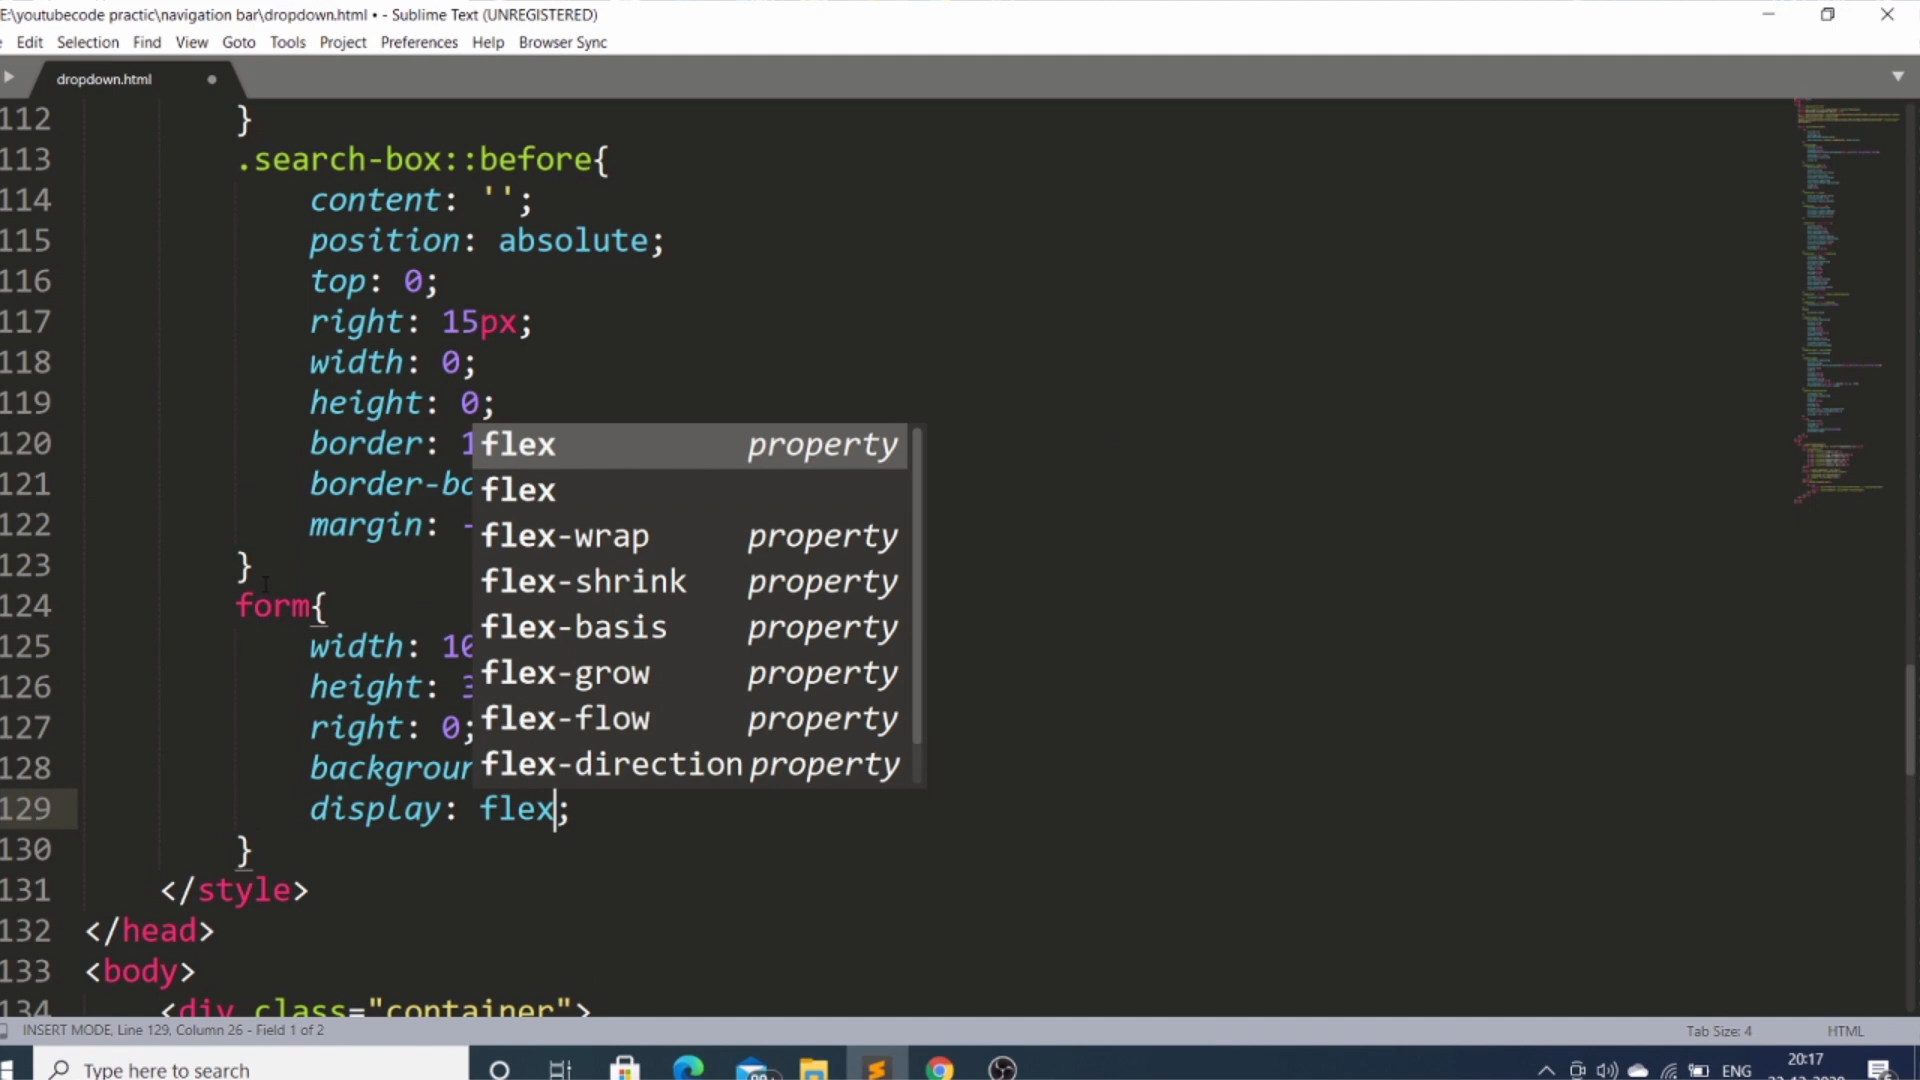 E:\youtubecode practic\navigation bar\dropdown.html • - Sublime Text (UNREGISTERED)
Edit Selection Find View Goto Tools Project Preferences Help Browser Sync
dropdown.html
112 }
113 .search-box::before{
114 content: '';
115 position: absolute;
116 top: 0;
117 right: 15px;
118 width: 0;
119 height: 0;
120 border: 1
121 border-bo
122 margin: -
123 }
124 form{
125 width: 10
126 height: 3
127 right: 0;
128 backgroun
129 display: flex;
130 }
131 </style>
132 </head>
133 <body>
134 <div class="container">
flex property
flex
flex-wrap property
flex-shrink property
flex-basis property
flex-grow property
flex-flow property
flex-direction property
INSERT MODE, Line 129, Column 26 - Field 1 of 2 Tab Size: 4 HTML
Type here to search
ENG
20:17